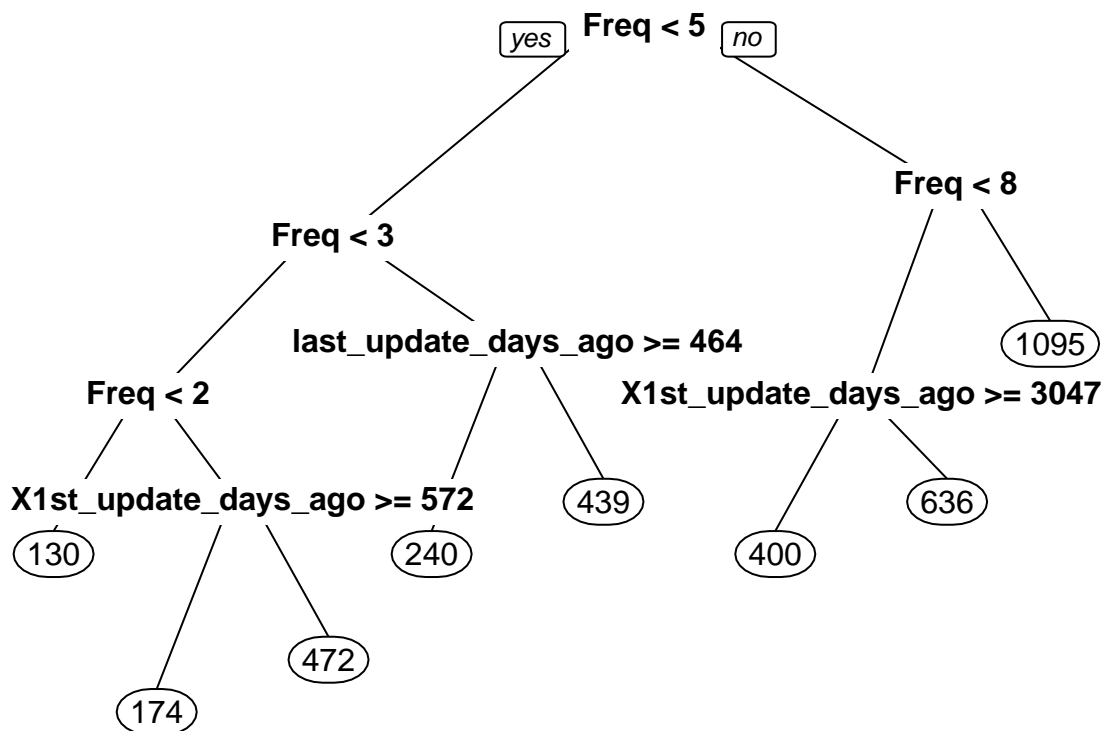 yes
Freq < 5
no
Freq < 8
Freq < 3
last_update_days_ago >= 464
1095
Freq < 2
X1st_update_days_ago >= 3047
X1st_update_days_ago >= 572
439
636
130
240
400
472
174